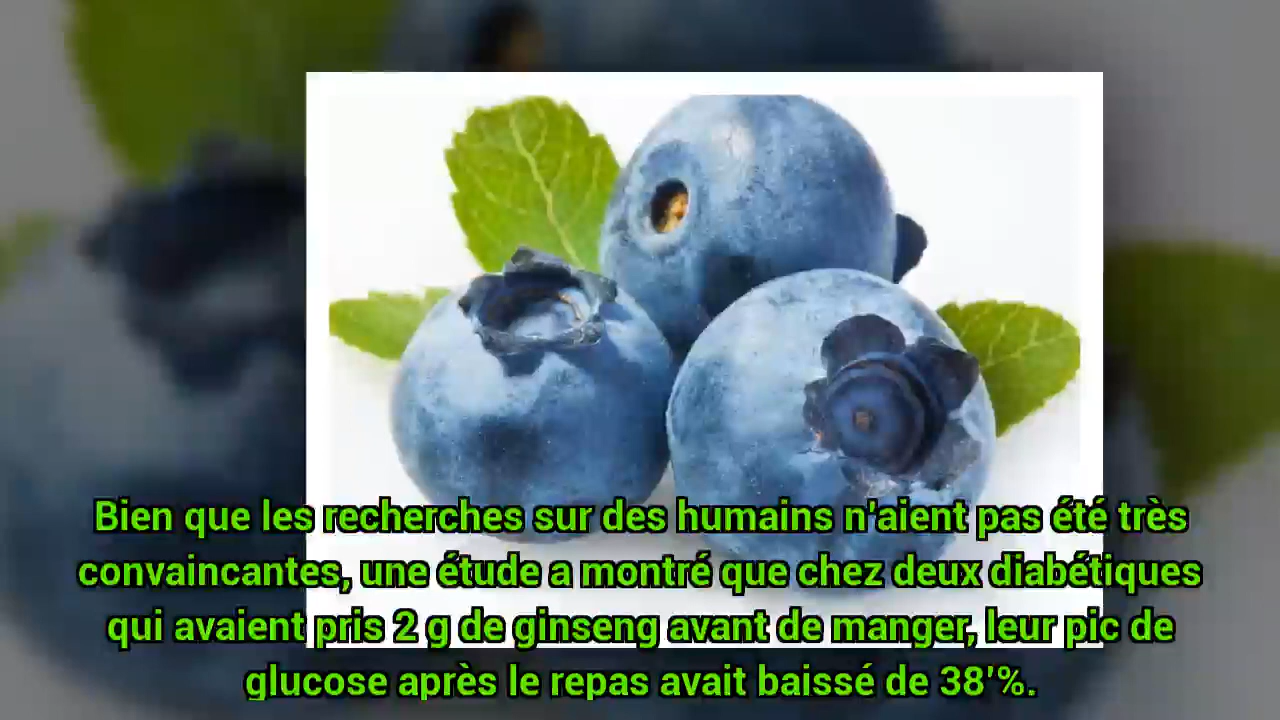 Bien que les recherches sur des humains n'aient pas été très
convaincantes, une étude a montré que chez deux diabétiques
qui avaient pris 2 g de ginseng avant de manger, leur pic de
glucose après le repas avait baissé de 38'%.